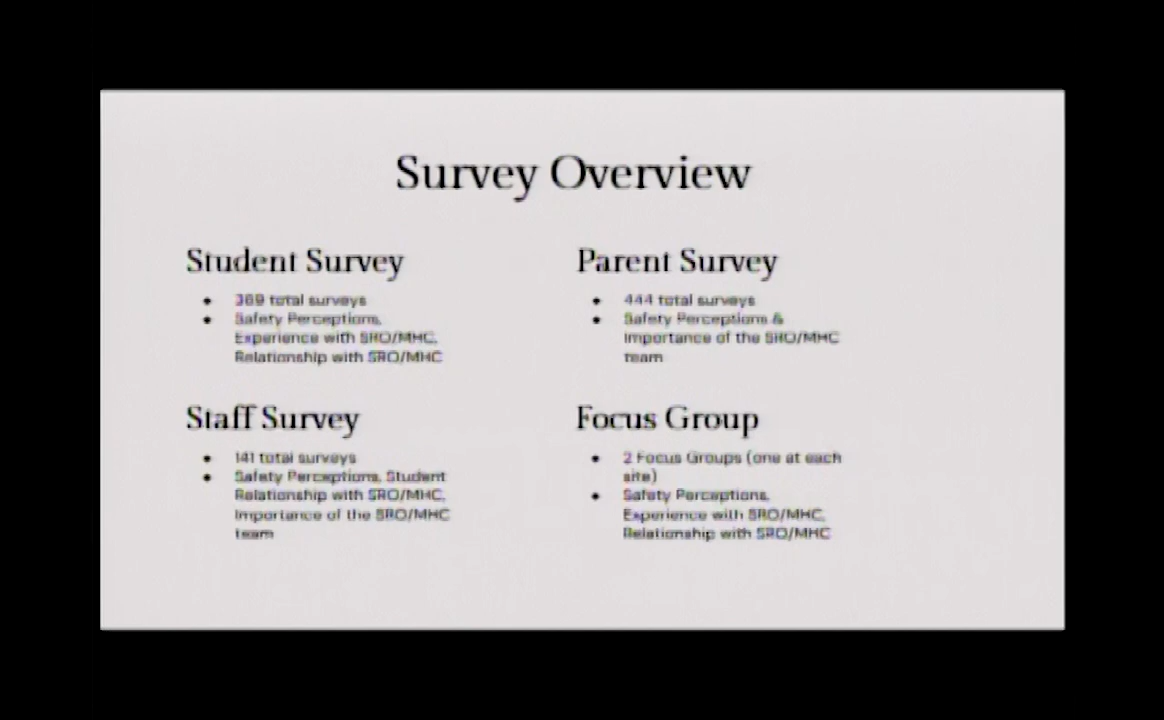 Survey Overview
Student Survey
● 369 total surveys
● Safety Perceptions,
Experience with SRO/MHC,
Relationship with SRO/MHC
Parent Survey
● 444 total surveys
● Safety Perceptions &
Importance of the SRO/MHC
team
Staff Survey
● 141 total surveys
● Safety Perceptions, Student
Relationship with SRO/MHC,
Importance of the SRO/MHC
team
Focus Group
● 2 Focus Groups (one at each
site)
● Safety Perceptions,
Experience with SRO/MHC,
Relationship with SRO/MHC